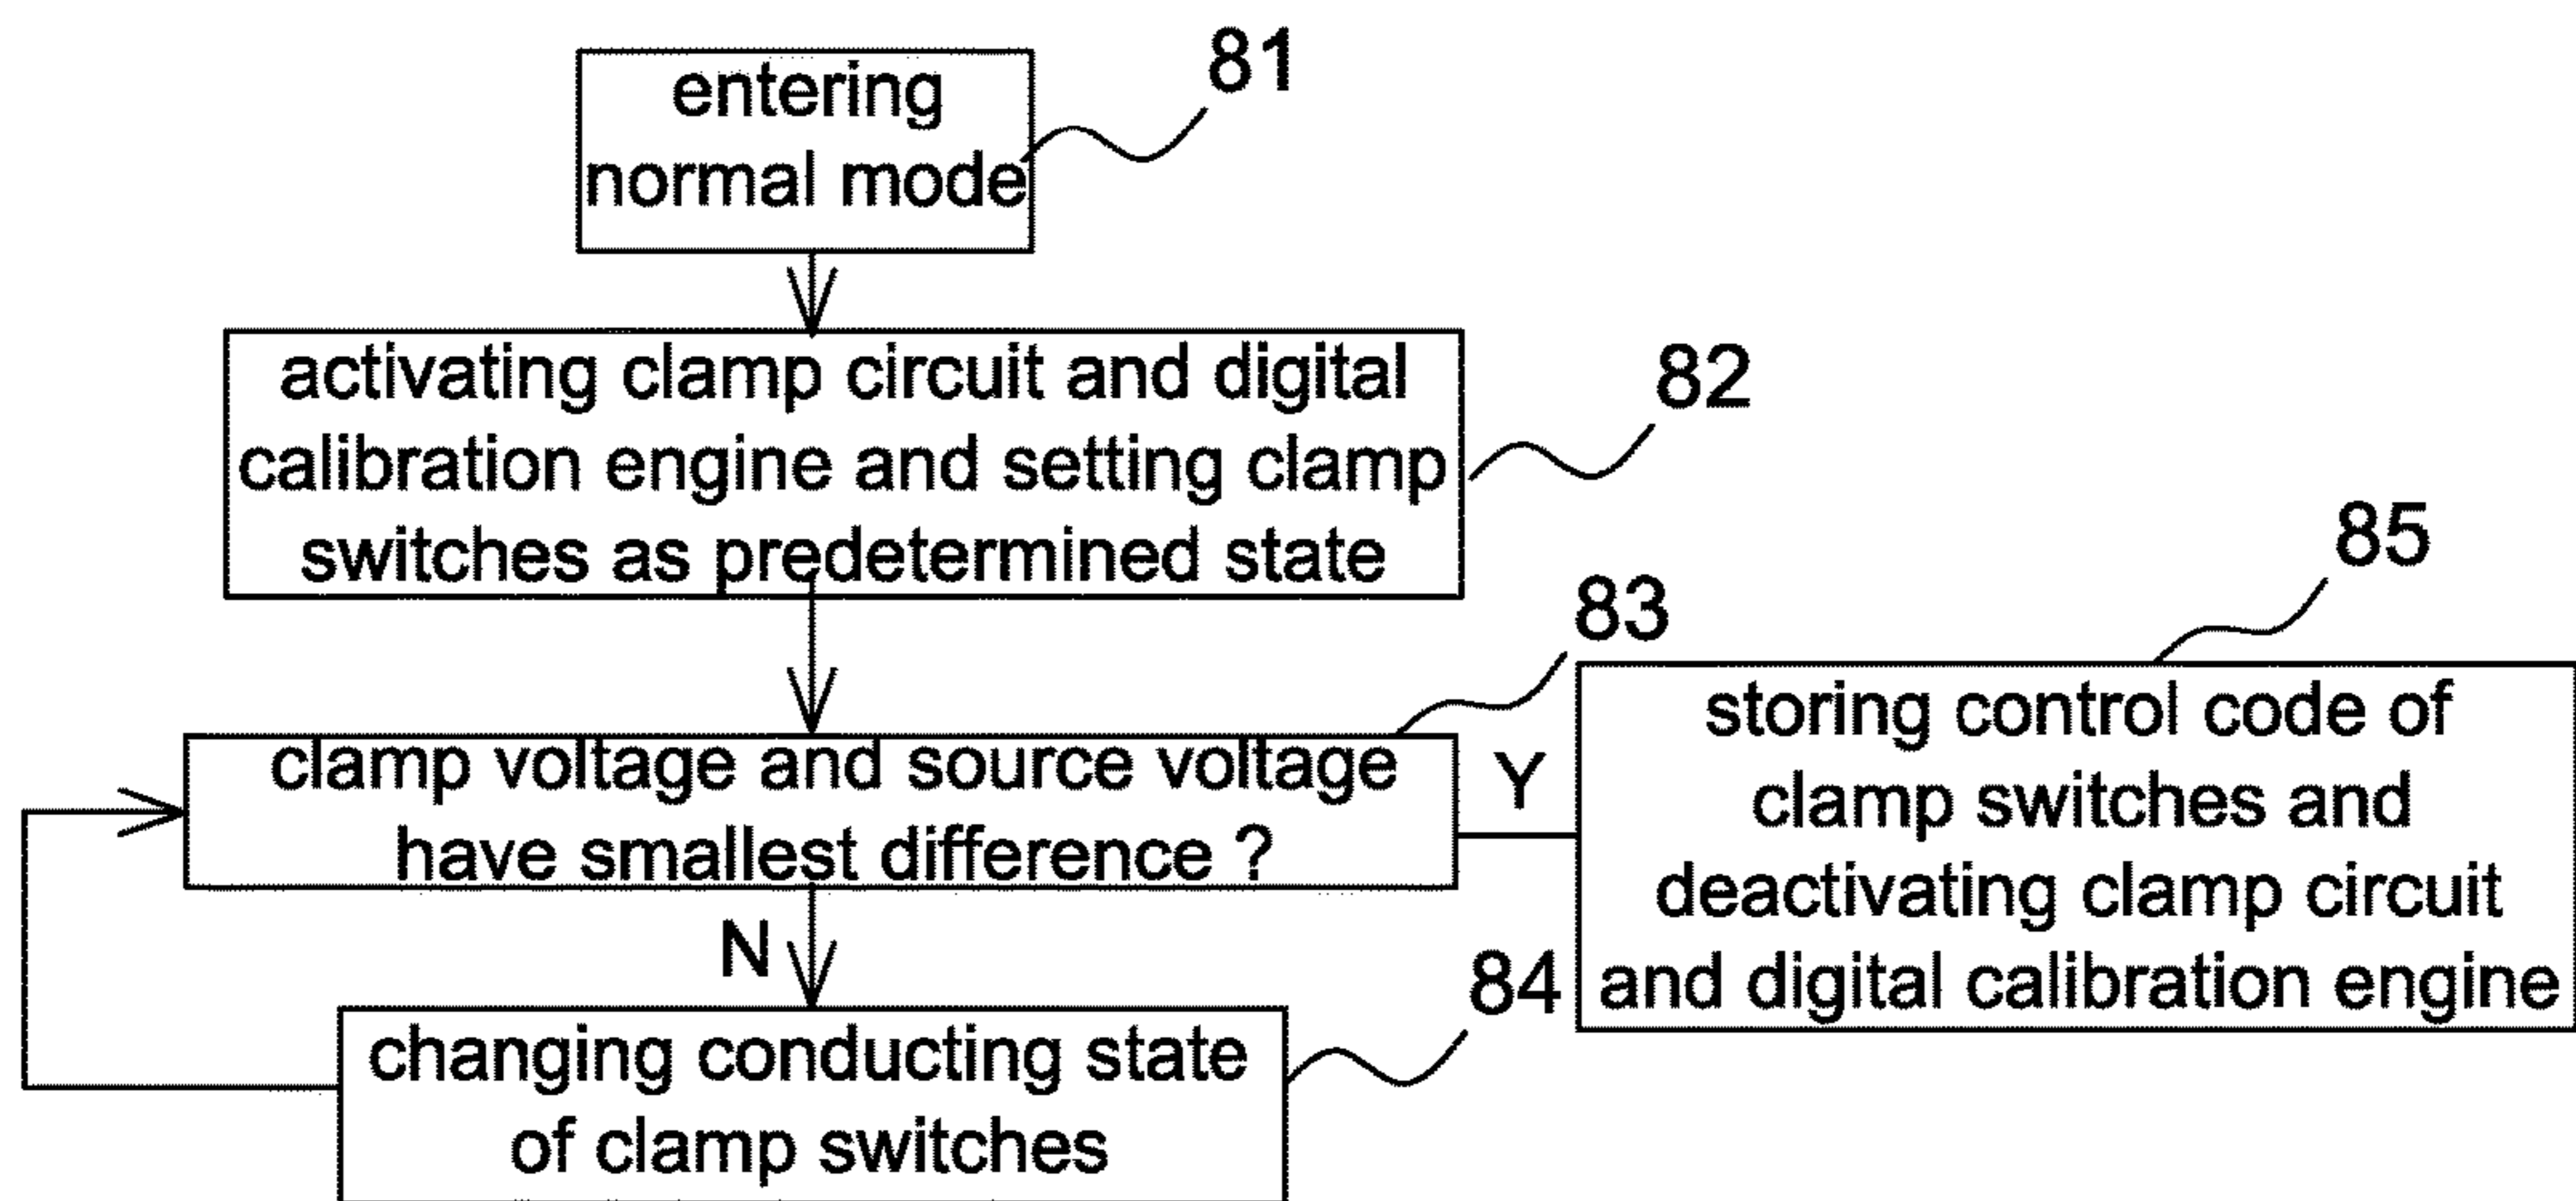 entering
normal mode
81
activating clamp circuit and digital
calibration engine and setting clamp
switches as predetermined state
82
clamp voltage and source voltage
have smallest difference ?
83
Y
N
storing control code of
clamp switches and
deactivating clamp circuit
and digital calibration engine
85
changing conducting state
of clamp switches
84